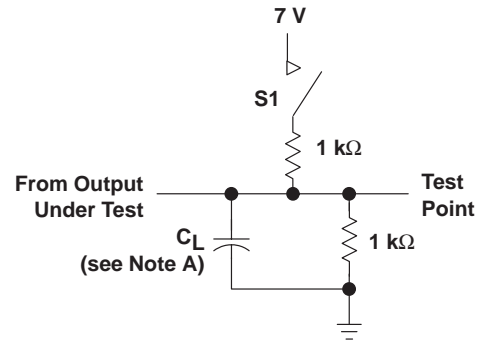 7 V
S1
1 kΩ
From Output
Under Test
Test
Point
CL
(see Note A)
1 kΩ